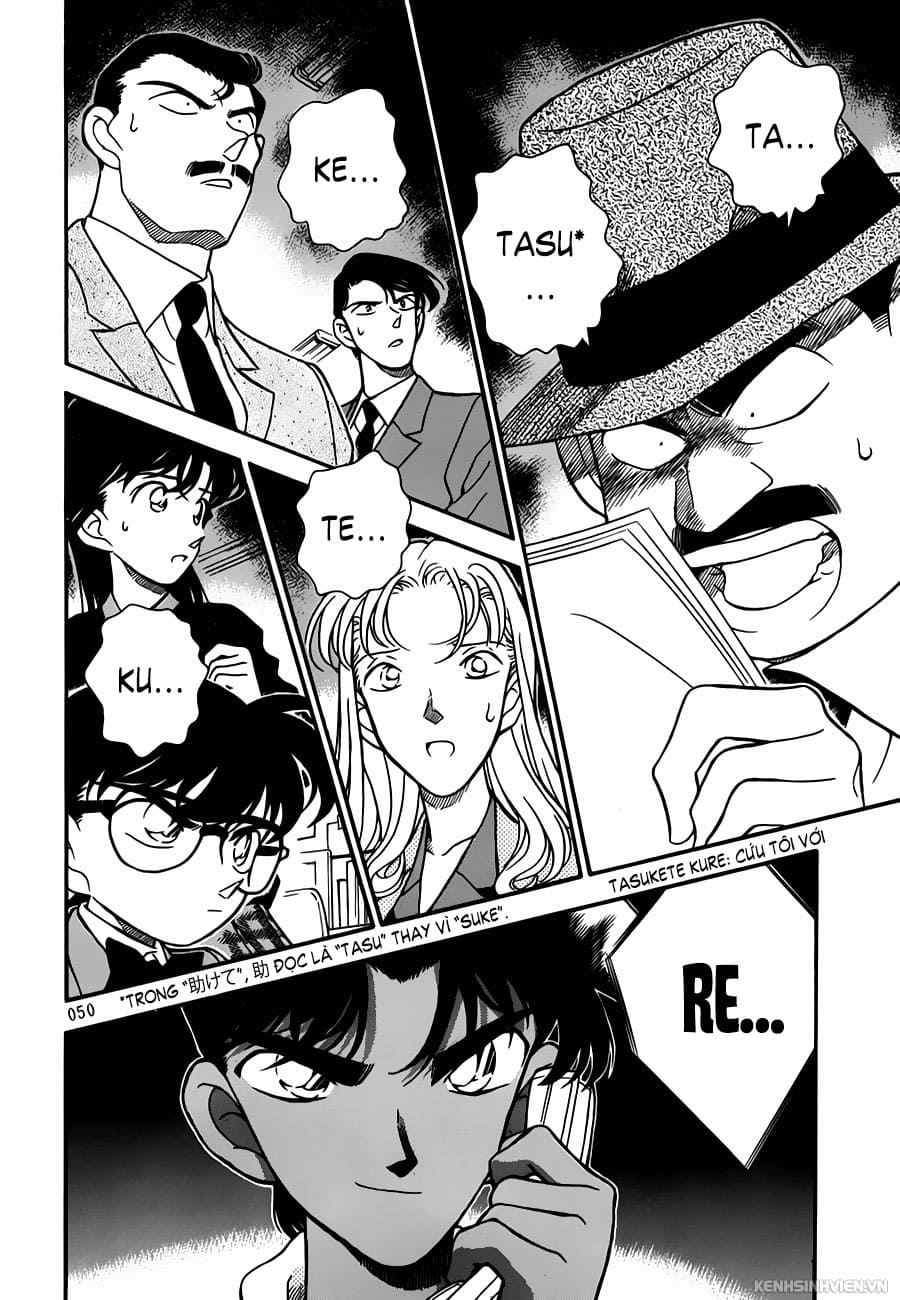 TA...
TASU*
...
KE...
TE...
KU...
TASUKETE KURE: CỨU TÔI VỚI
*TRONG "助けて", 助 ĐỌC LÀ "TASU" THAY VÌ "SUKE".
050
RE...
KENHSINHVIEN.VN